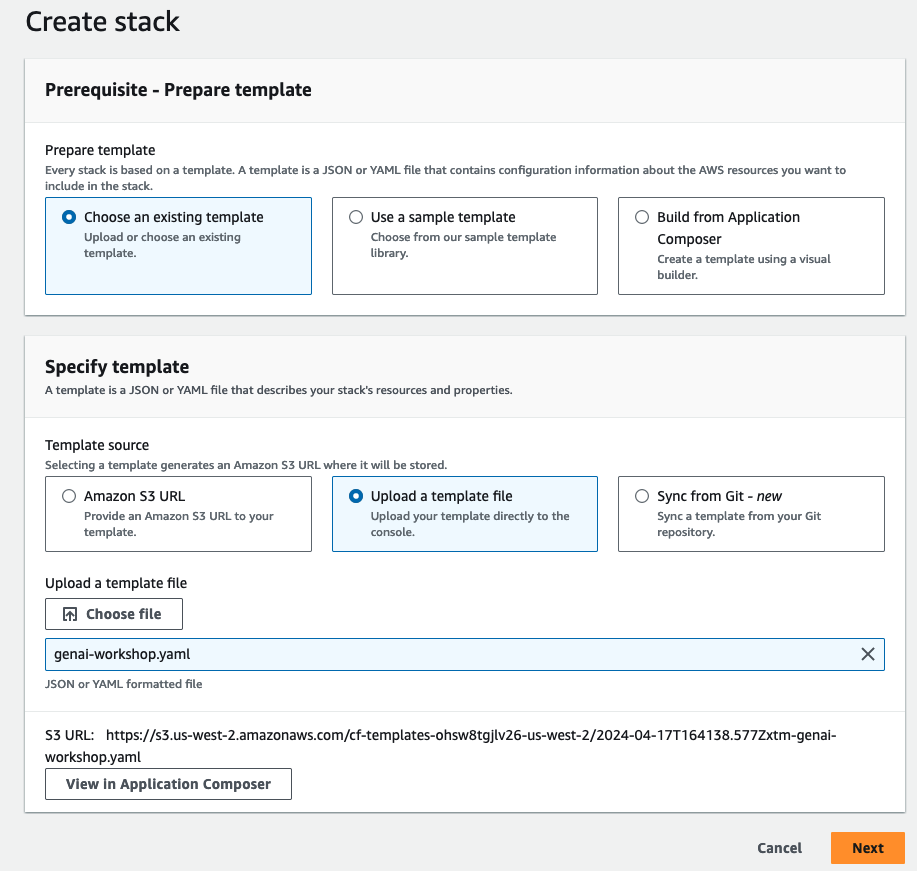 Create stack
Prerequisite - Prepare template
Prepare template
Every stack is based on a template. A template is a JSON or YAML file that contains configuration information about the AWS resources you want to
include in the stack.
Choose an existing template
Upload or choose an existing
template.
Use a sample template
Choose from our sample template
library.
Build from Application
Composer
Create a template using a visual
builder.
Specify template
A template is a JSON or YAML file that describes your stack's resources and properties.
Template source
Selecting a template generates an Amazon S3 URL where it will be stored.
Amazon S3 URL
Provide an Amazon S3 URL to your
template.
Upload a template file
Upload your template directly to the
console.
Sync from Git - new
Sync a template from your Git
repository.
Upload a template file
Choose file
genai-workshop.yaml
JSON or YAML formatted file
S3 URL: https://s3.us-west-2.amazonaws.com/cf-templates-ohsw8tgjlv26-us-west-2/2024-04-17T164138.577Zxtm-genai-
workshop.yaml
View in Application Composer
Cancel
Next